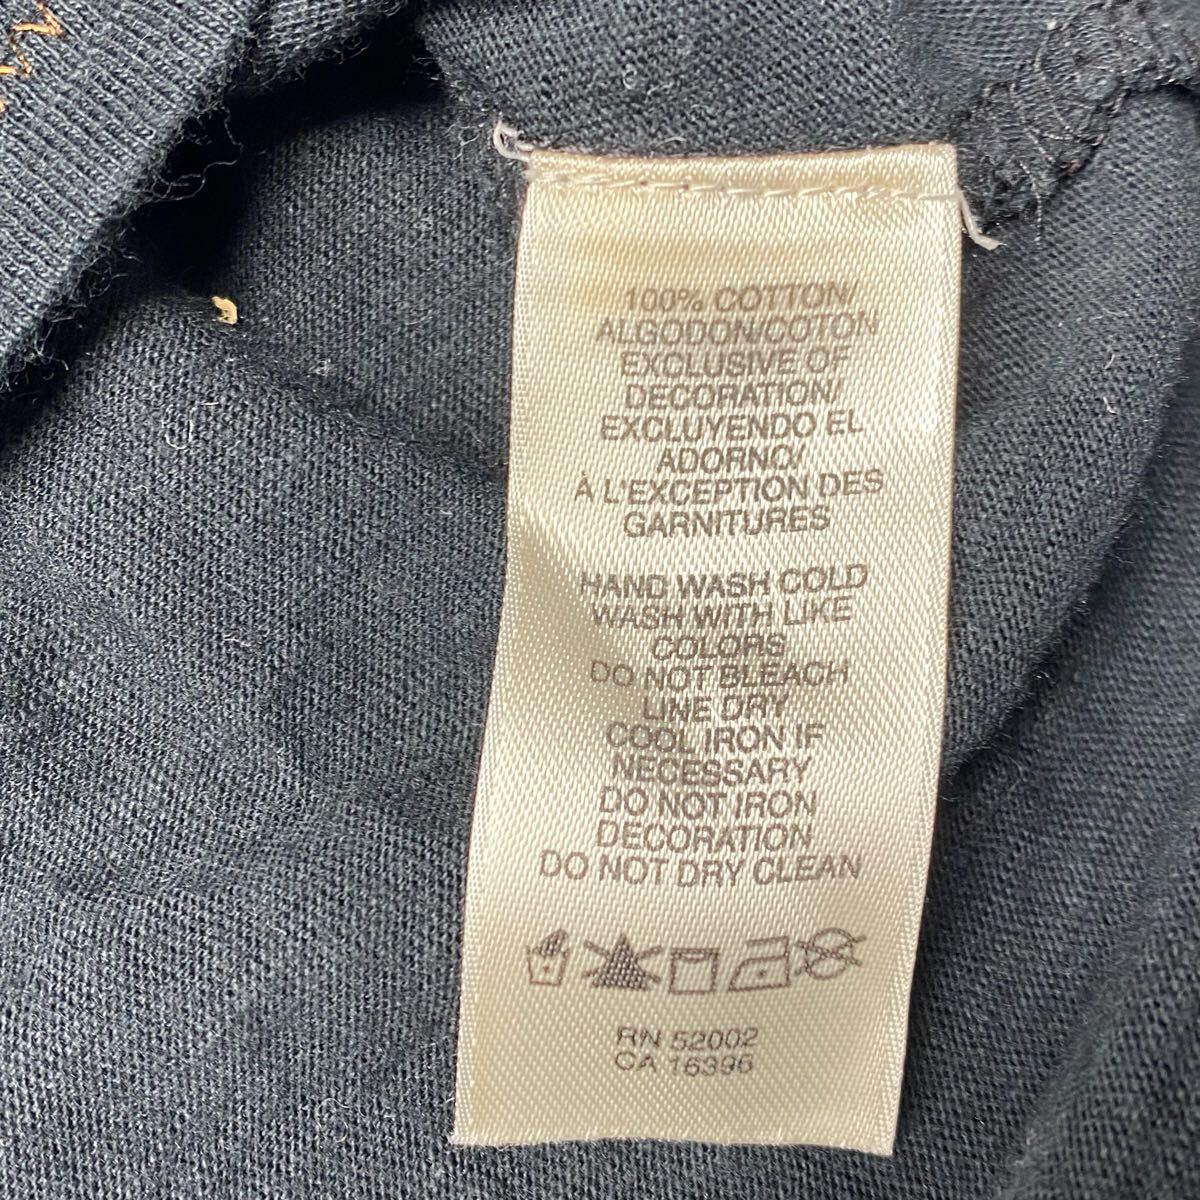 100% COTTON/
ALGODON/COTON
EXCLUSIVE OF
DECORATION/
EXCLUYENDO EL
ADORNO/
À L'EXCEPTION DES
GARNITURES
HAND WASH COLD
WASH WITH LIKE
COLORS
DO NOT BLEACH
LINE DRY
COOL IRON IF
NECESSARY
DO NOT IRON
DECORATION
DO NOT DRY CLEAN
RN 52002
CA 16396